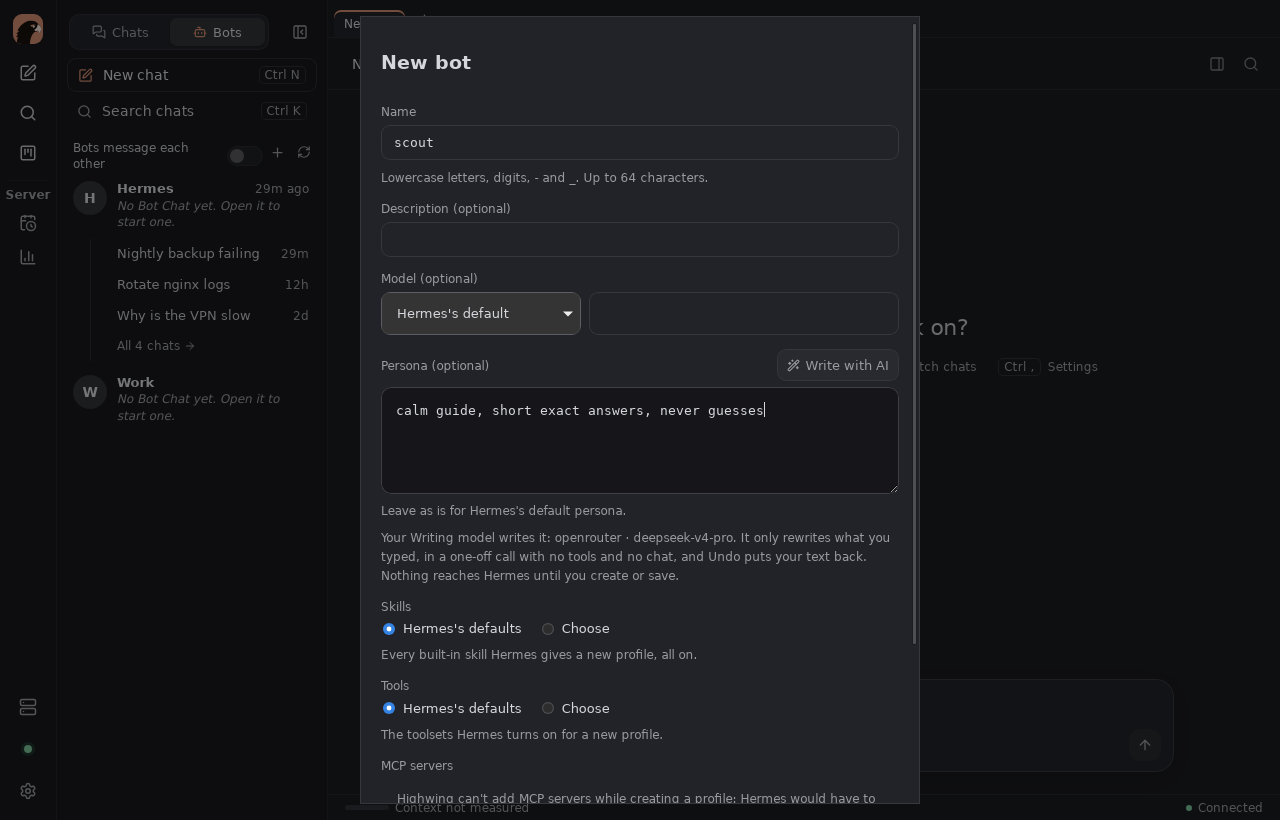 Chats
Bots
New chat
Ctrl N
Search chats
Ctrl K
Bots message each
other
Server
H
Hermes
29m ago
No Bot Chat yet. Open it to
start one.
Nightly backup failing
29m
Rotate nginx logs
12h
Why is the VPN slow
2d
All 4 chats →
W
Work
No Bot Chat yet. Open it to
start one.
Ne
N
New bot
Name
scout
Lowercase letters, digits, - and _. Up to 64 characters.
Description (optional)
Model (optional)
Hermes's default
Persona (optional)
Write with AI
calm guide, short exact answers, never guesses
Leave as is for Hermes's default persona.
Your Writing model writes it: openrouter · deepseek-v4-pro. It only rewrites what you
typed, in a one-off call with no tools and no chat, and Undo puts your text back.
Nothing reaches Hermes until you create or save.
Skills
Hermes's defaults
Choose
Every built-in skill Hermes gives a new profile, all on.
Tools
Hermes's defaults
Choose
The toolsets Hermes turns on for a new profile.
MCP servers
Highwing can't add MCP servers while creating a profile: Hermes would have to
k on?
tch chats
Ctrl ,
Settings
Context not measured
Connected